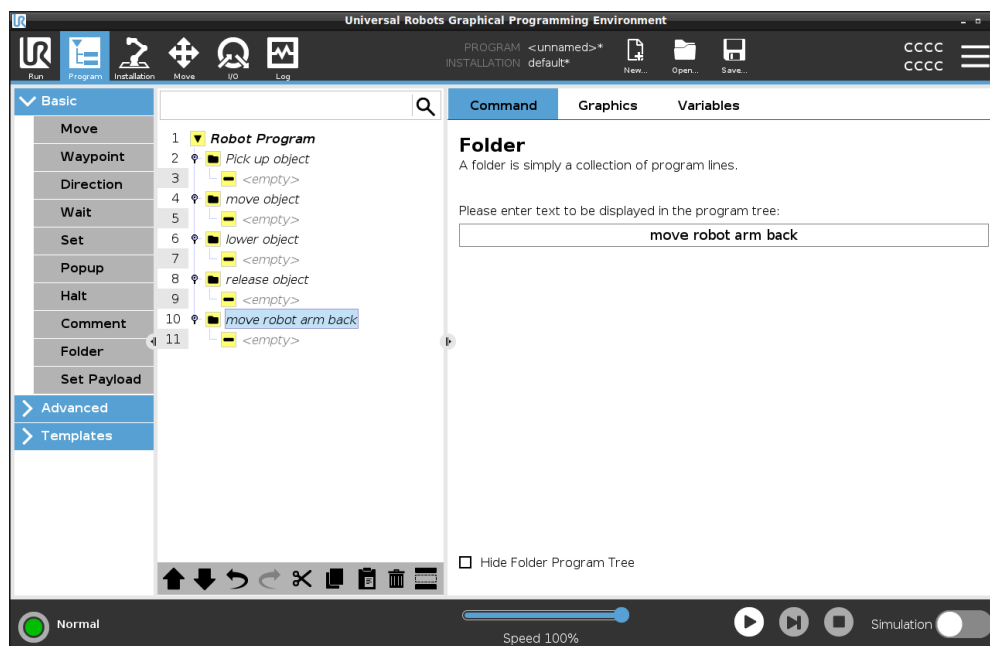 UR
Universal Robots Graphical Programming Environment
Run
Program
Installation
Move
I/O
Log
PROGRAM <unnamed>*
INSTALLATION default*
New...
Open...
Save...
CCCC
CCCC
Basic
Move
Waypoint
Direction
Wait
Set
Popup
Halt
Comment
Folder
Set Payload
Advanced
Templates
1 Robot Program
2 Pick up object
3 <empty>
4 move object
5 <empty>
6 lower object
7 <empty>
8 release object
9 <empty>
10 move robot arm back
11 <empty>
Command Graphics Variables
Folder
A folder is simply a collection of program lines.
Please enter text to be displayed in the program tree:
move robot arm back
Hide Folder Program Tree
Normal
Speed 100%
Simulation